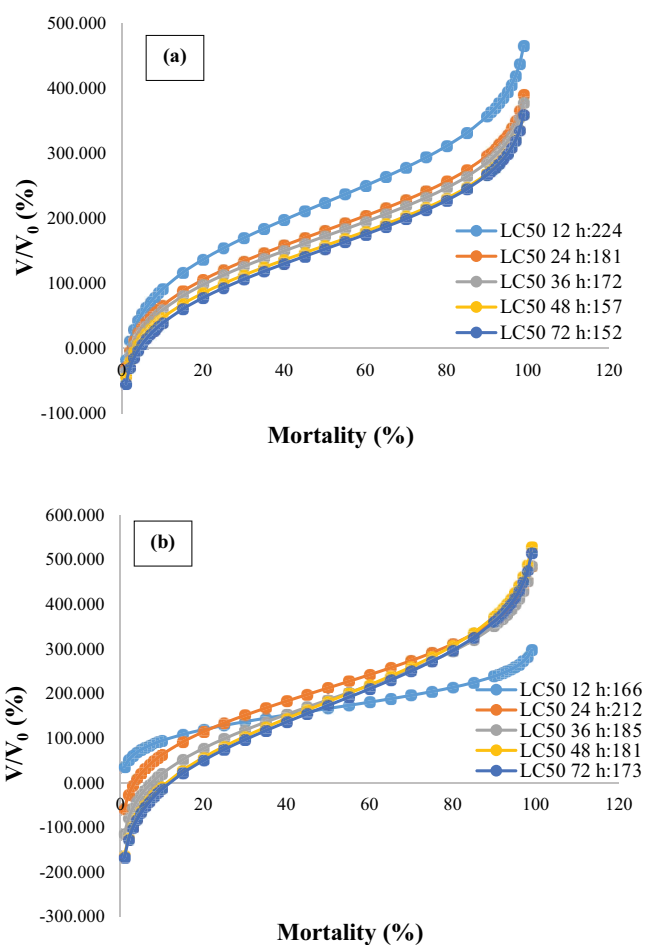 500.000
(a)
400.000
300.000
V/V0 (%)
200.000
LC50 12 h:224
LC50 24 h:181
100.000
LC50 36 h:172
LC50 48 h:157
0.000
LC50 72 h:152
0 20 40 60 80 100 120
-100.000
Mortality (%)
600.000
(b)
500.000
400.000
300.000
V/V0 (%)
200.000
LC50 12 h:166
LC50 24 h:212
100.000
LC50 36 h:185
LC50 48 h:181
0.000
LC50 72 h:173
0 20 40 60 80 100 120
-100.000
-200.000
-300.000
Mortality (%)